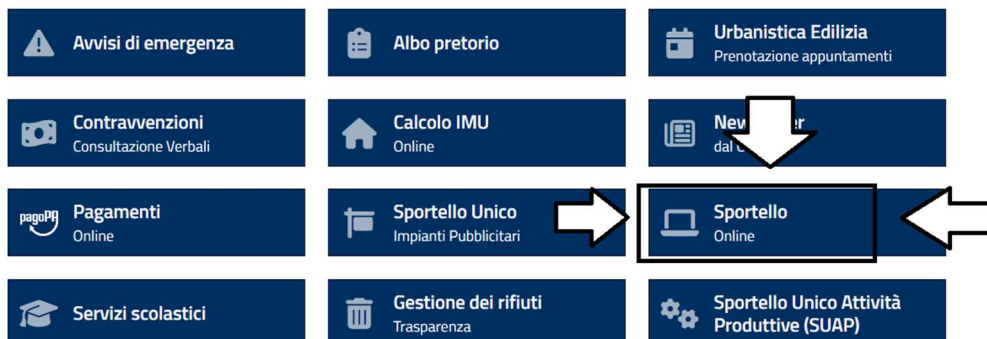 Avvisi di emergenza
Albo pretorio
Urbanistica Edilizia
Prenotazione appuntamenti
Contravvenzioni
Consultazione Verbali
Calcolo IMU
Online
dal
pagoPA
Pagamenti
Online
Sportello Unico
Impianti Pubblicitari
Sportello
Online
Servizi scolastici
Gestione dei rifiuti
Trasparenza
Sportello Unico Attività
Produttive (SUAP)